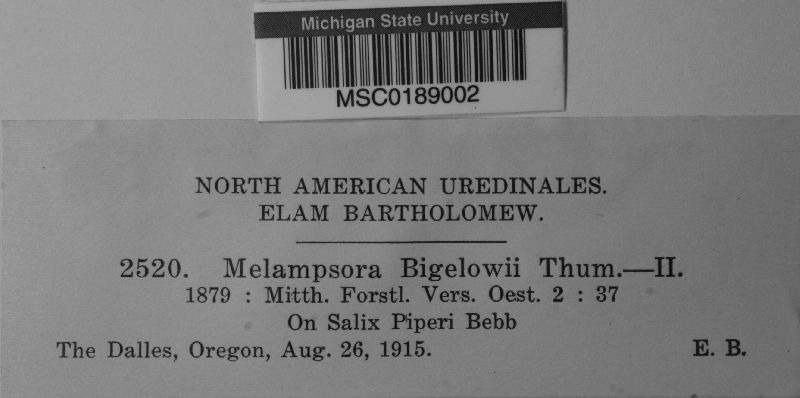 Michigan State University
MSC0189002
NORTH AMERICAN UREDINALES.
ELAM BARTHOLOMEW.
2520. Melampsora Bigelowii Thum.—II.
1879 : Mitth. Forstl. Vers. Oest. 2 : 37
On Salix Piperi Bebb
The Dalles, Oregon, Aug. 26, 1915. E. B.